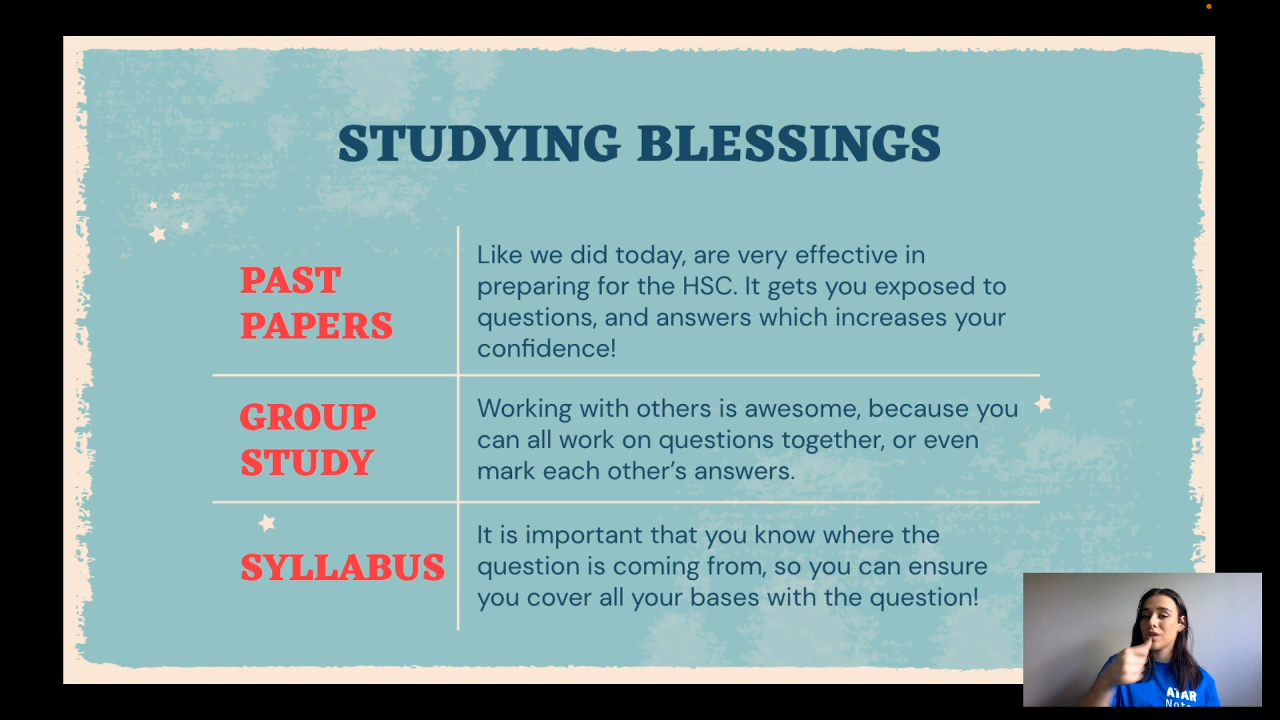 STUDYING BLESSINGS
PAST
PAPERS
Like we did today, are very effective in
preparing for the HSC. It gets you exposed to
questions, and answers which increases your
confidence!
GROUP
STUDY
Working with others is awesome, because you
can all work on questions together, or even
mark each other’s answers.
SYLLABUS
It is important that you know where the
question is coming from, so you can ensure
you cover all your bases with the question!
ATAR
Notes